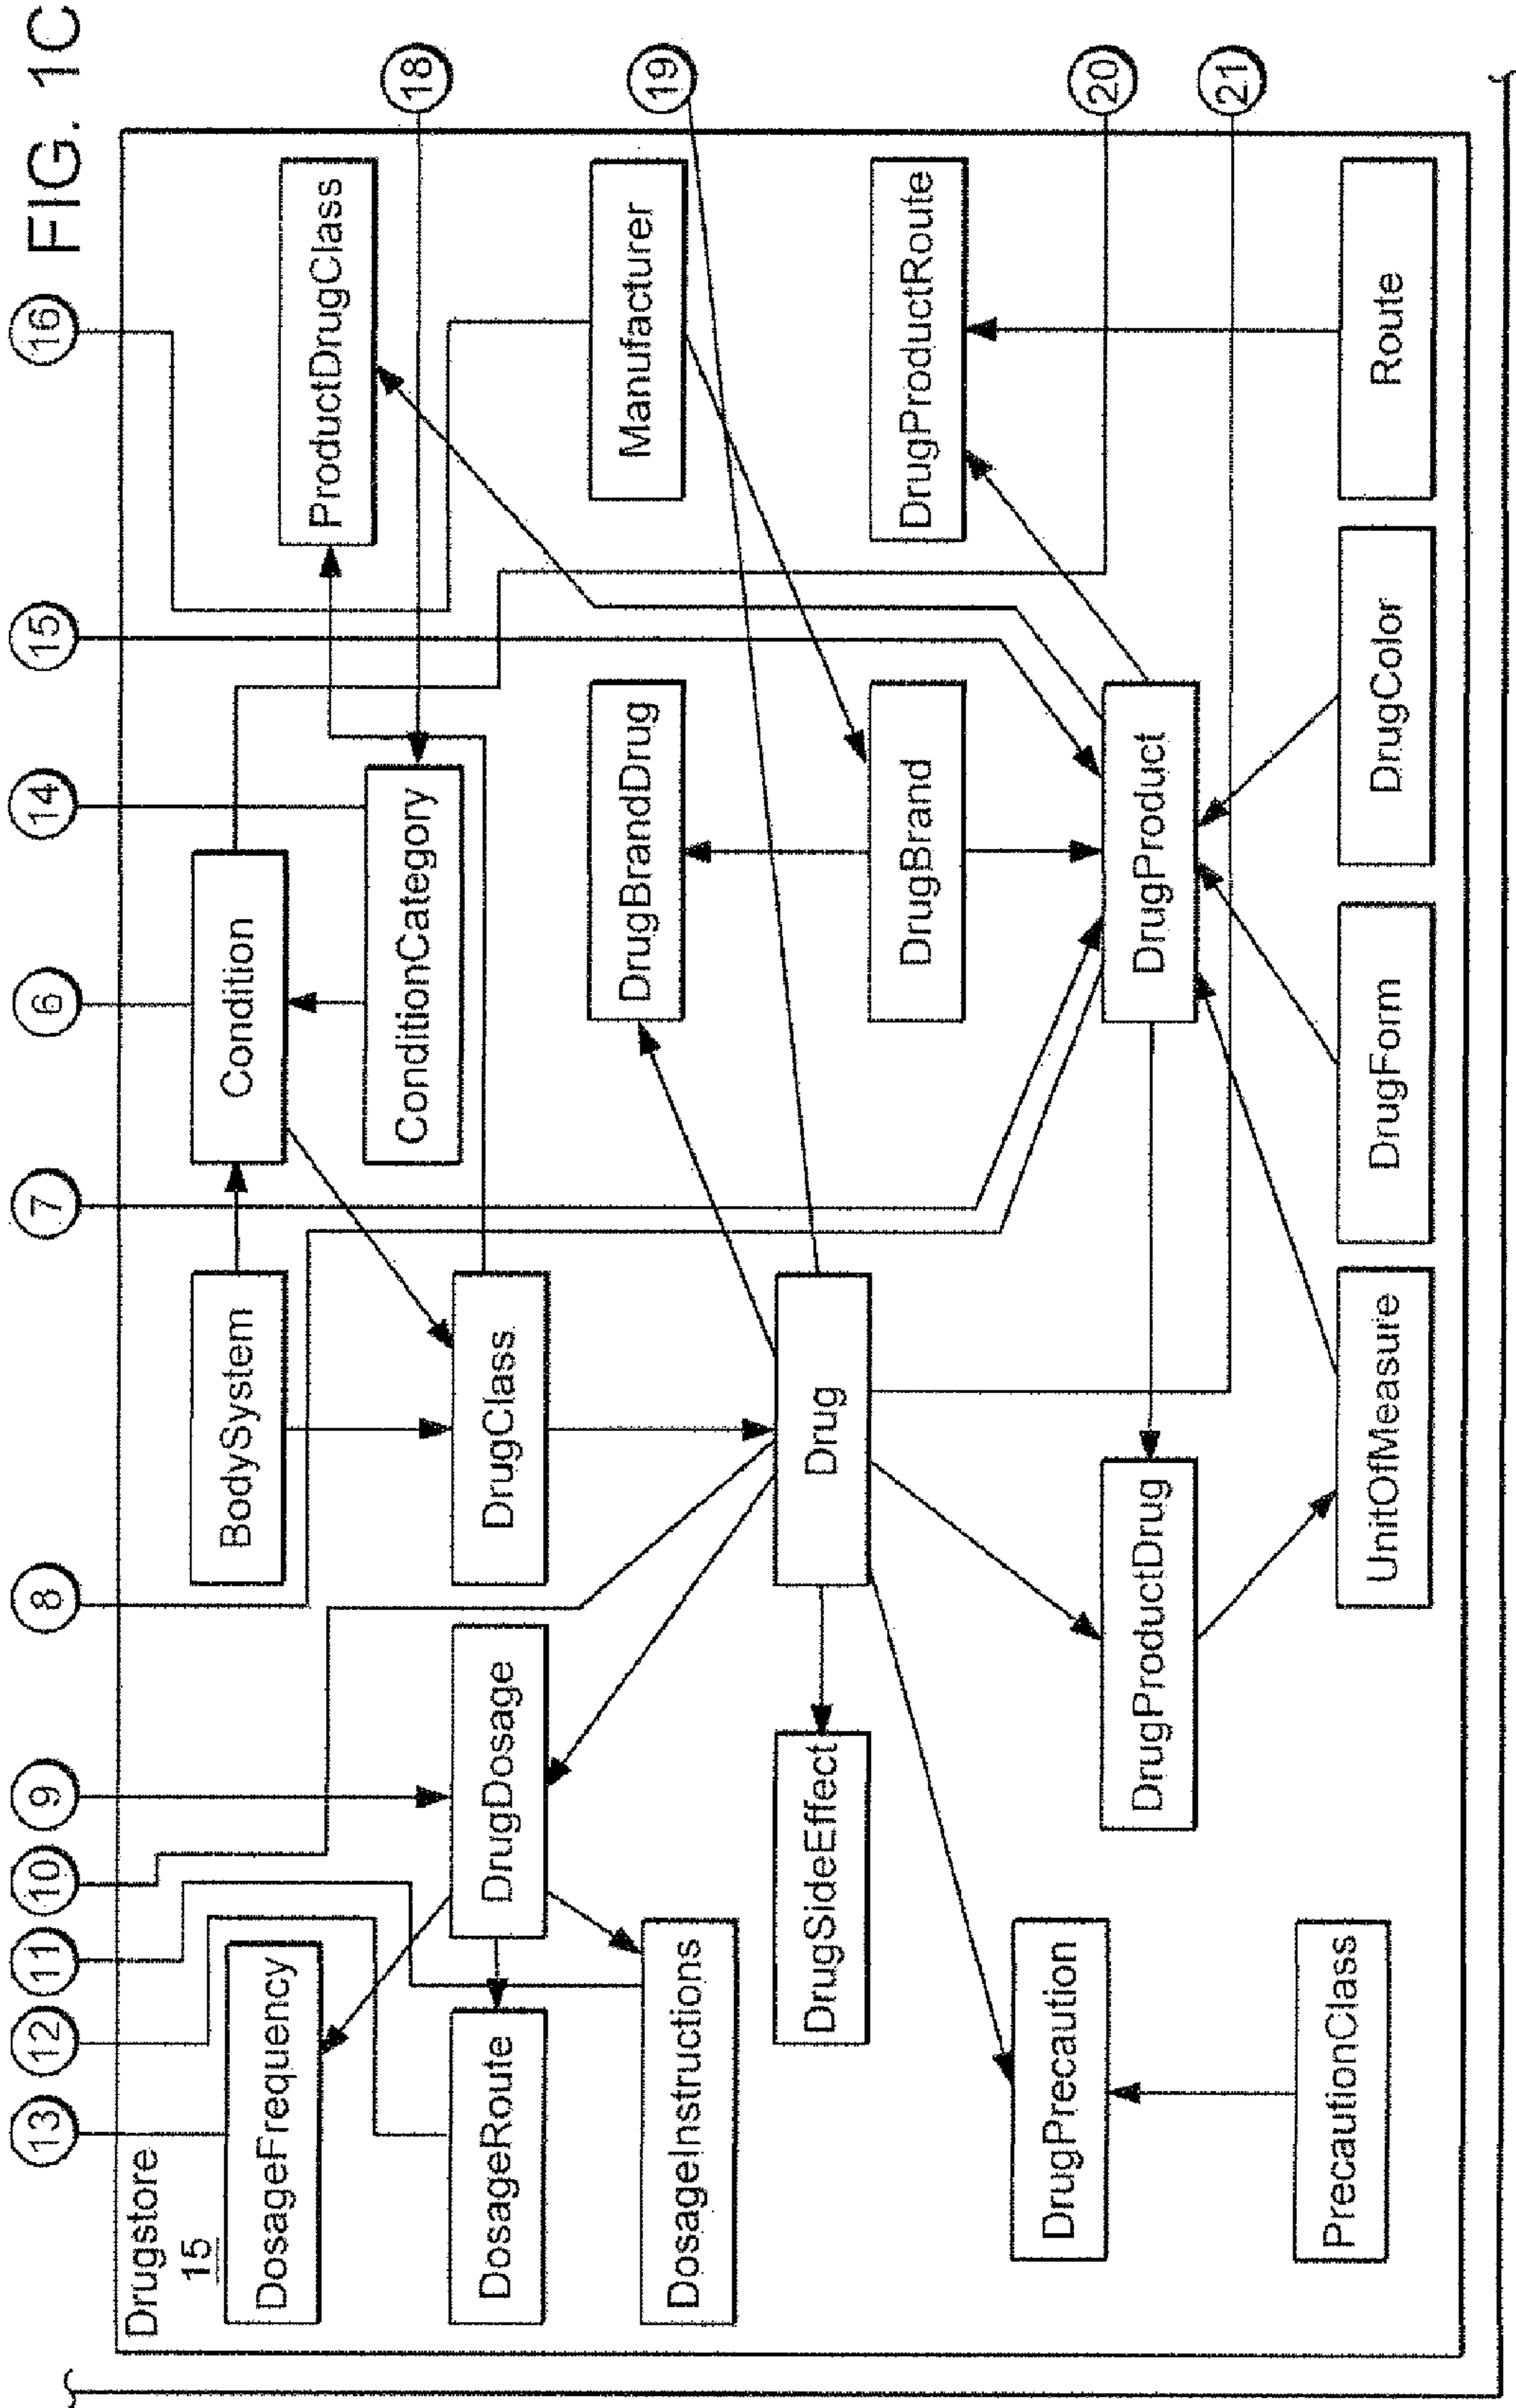 FIG. 1C
13
12
11
10
9
8
7
6
14
15
16
Drugstore
15
DosageFrequency
BodySystem
Condition
ProductDrugClass
18
ConditionCategory
DosageRoute
DrugDosage
DrugClass
DosageInstructions
DrugBrandDrug
Manufacturer
19
DrugSideEffect
Drug
DrugBrand
DrugProductRoute
DrugPrecaution
DrugProductDrug
DrugProduct
20
21
PrecautionClass
UnitOfMeasure
DrugForm
DrugColor
Route